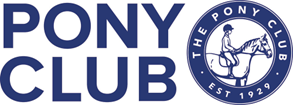 PONY
CLUB
THE PONY CLUB
• EST 1929 •